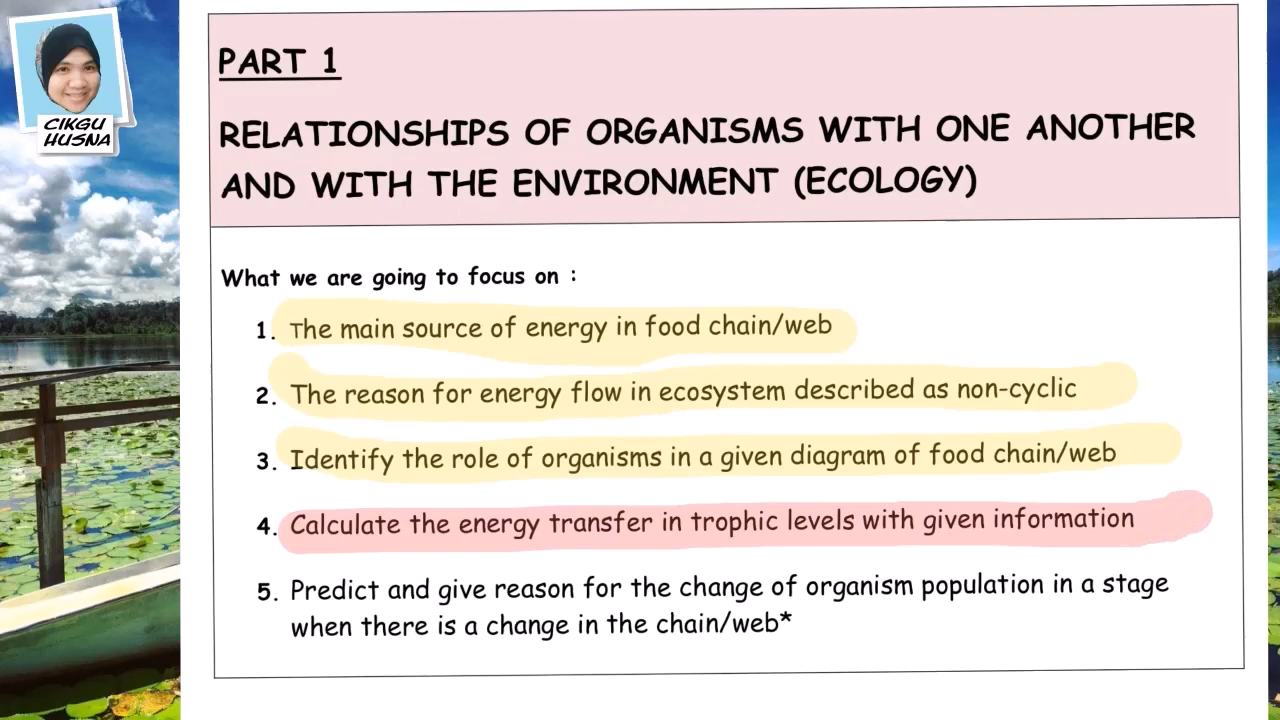 CIKGU
HUSNA
PART 1
RELATIONSHIPS OF ORGANISMS WITH ONE ANOTHER
AND WITH THE ENVIRONMENT (ECOLOGY)
What we are going to focus on :
1. The main source of energy in food chain/web
2. The reason for energy flow in ecosystem described as non-cyclic
3. Identify the role of organisms in a given diagram of food chain/web
4. Calculate the energy transfer in trophic levels with given information
5. Predict and give reason for the change of organism population in a stage
when there is a change in the chain/web*